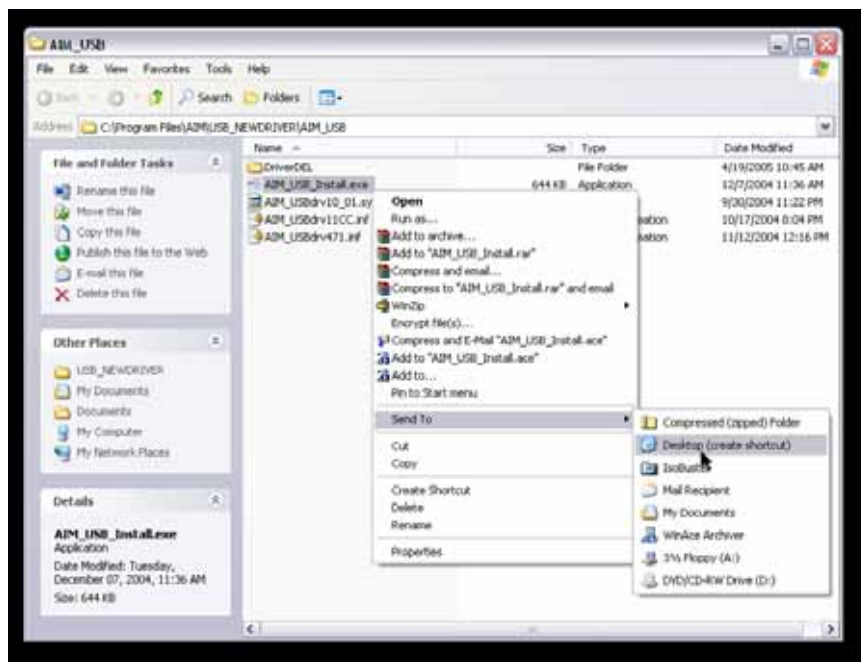 AIM_USB
File Edit View Favorites Tools Help
Back Search Folders
Address C:\Program Files\AIM\USB_NEWDRIVER\AIM_USB
File and Folder Tasks
Rename this file
Move this file
Copy this file
Publish this file to the Web
E-mail this file
Delete this file
Other Places
USB_NEWDRIVER
My Documents
Documents
My Computer
My Network Places
Details
AIM_USB_Install.exe
Application
Date Modified: Tuesday,
December 07, 2004, 11:36 AM
Size: 644 KB
Name Size Type Date Modified
DriverDEL File Folder 4/19/2005 10:45 AM
AIM_USB_Install.exe 644 KB Application 12/7/2004 11:36 AM
AIM_USBdrv10_01.sy 9/30/2004 11:22 PM
AIM_USBdrv11CC.inf ation 10/17/2004 8:04 PM
AIM_USBdrv471.inf ation 11/12/2004 12:16 PM
Open
Run as...
Add to archive...
Add to "AIM_USB_Install.rar"
Compress and email...
Compress to "AIM_USB_Install.rar" and email
WinZip
Encrypt file(s)...
Compress and E-Mail "AIM_USB_Install.ace"
Add to "AIM_USB_Install.ace"
Add to...
Pin to Start menu
Send To
Cut
Copy
Create Shortcut
Delete
Rename
Properties
Compressed (zipped) Folder
Desktop (create shortcut)
IsoBuster
Mail Recipient
My Documents
WinAce Archiver
3½ Floppy (A:)
DVD/CD-RW Drive (D:)